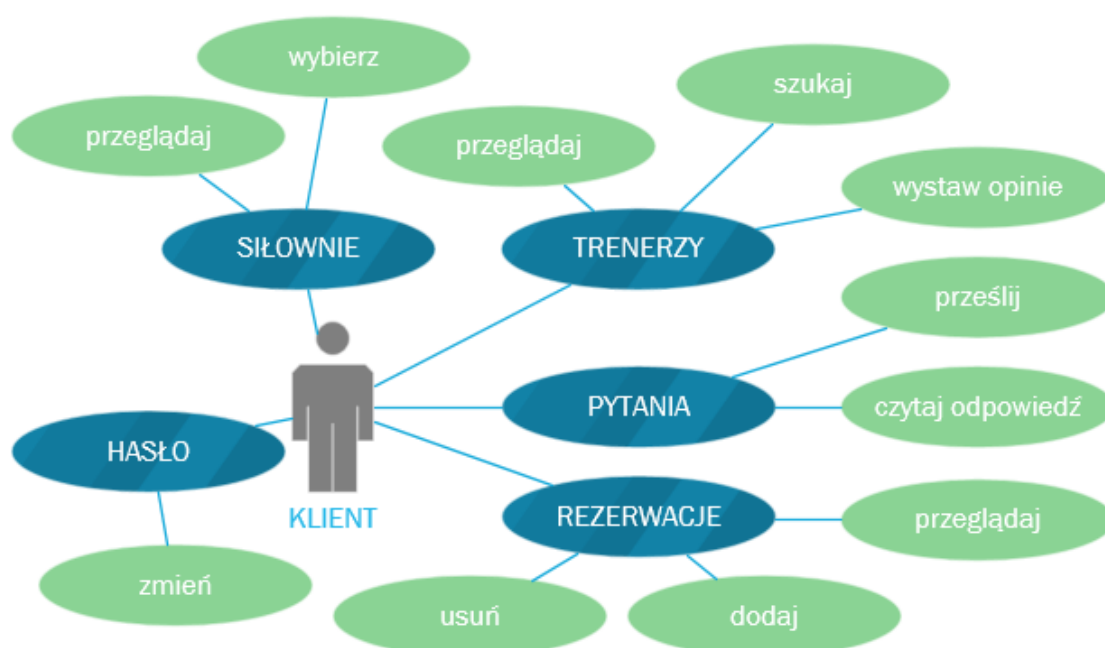 wybierz
szukaj
przeglądaj
przeglądaj
wystaw opinie
SIŁOWNIE
TRENERZY
prześlij
PYTANIA
czytaj odpowiedź
HASŁO
KLIENT
REZERWACJE
przeglądaj
zmień
usuń
dodaj